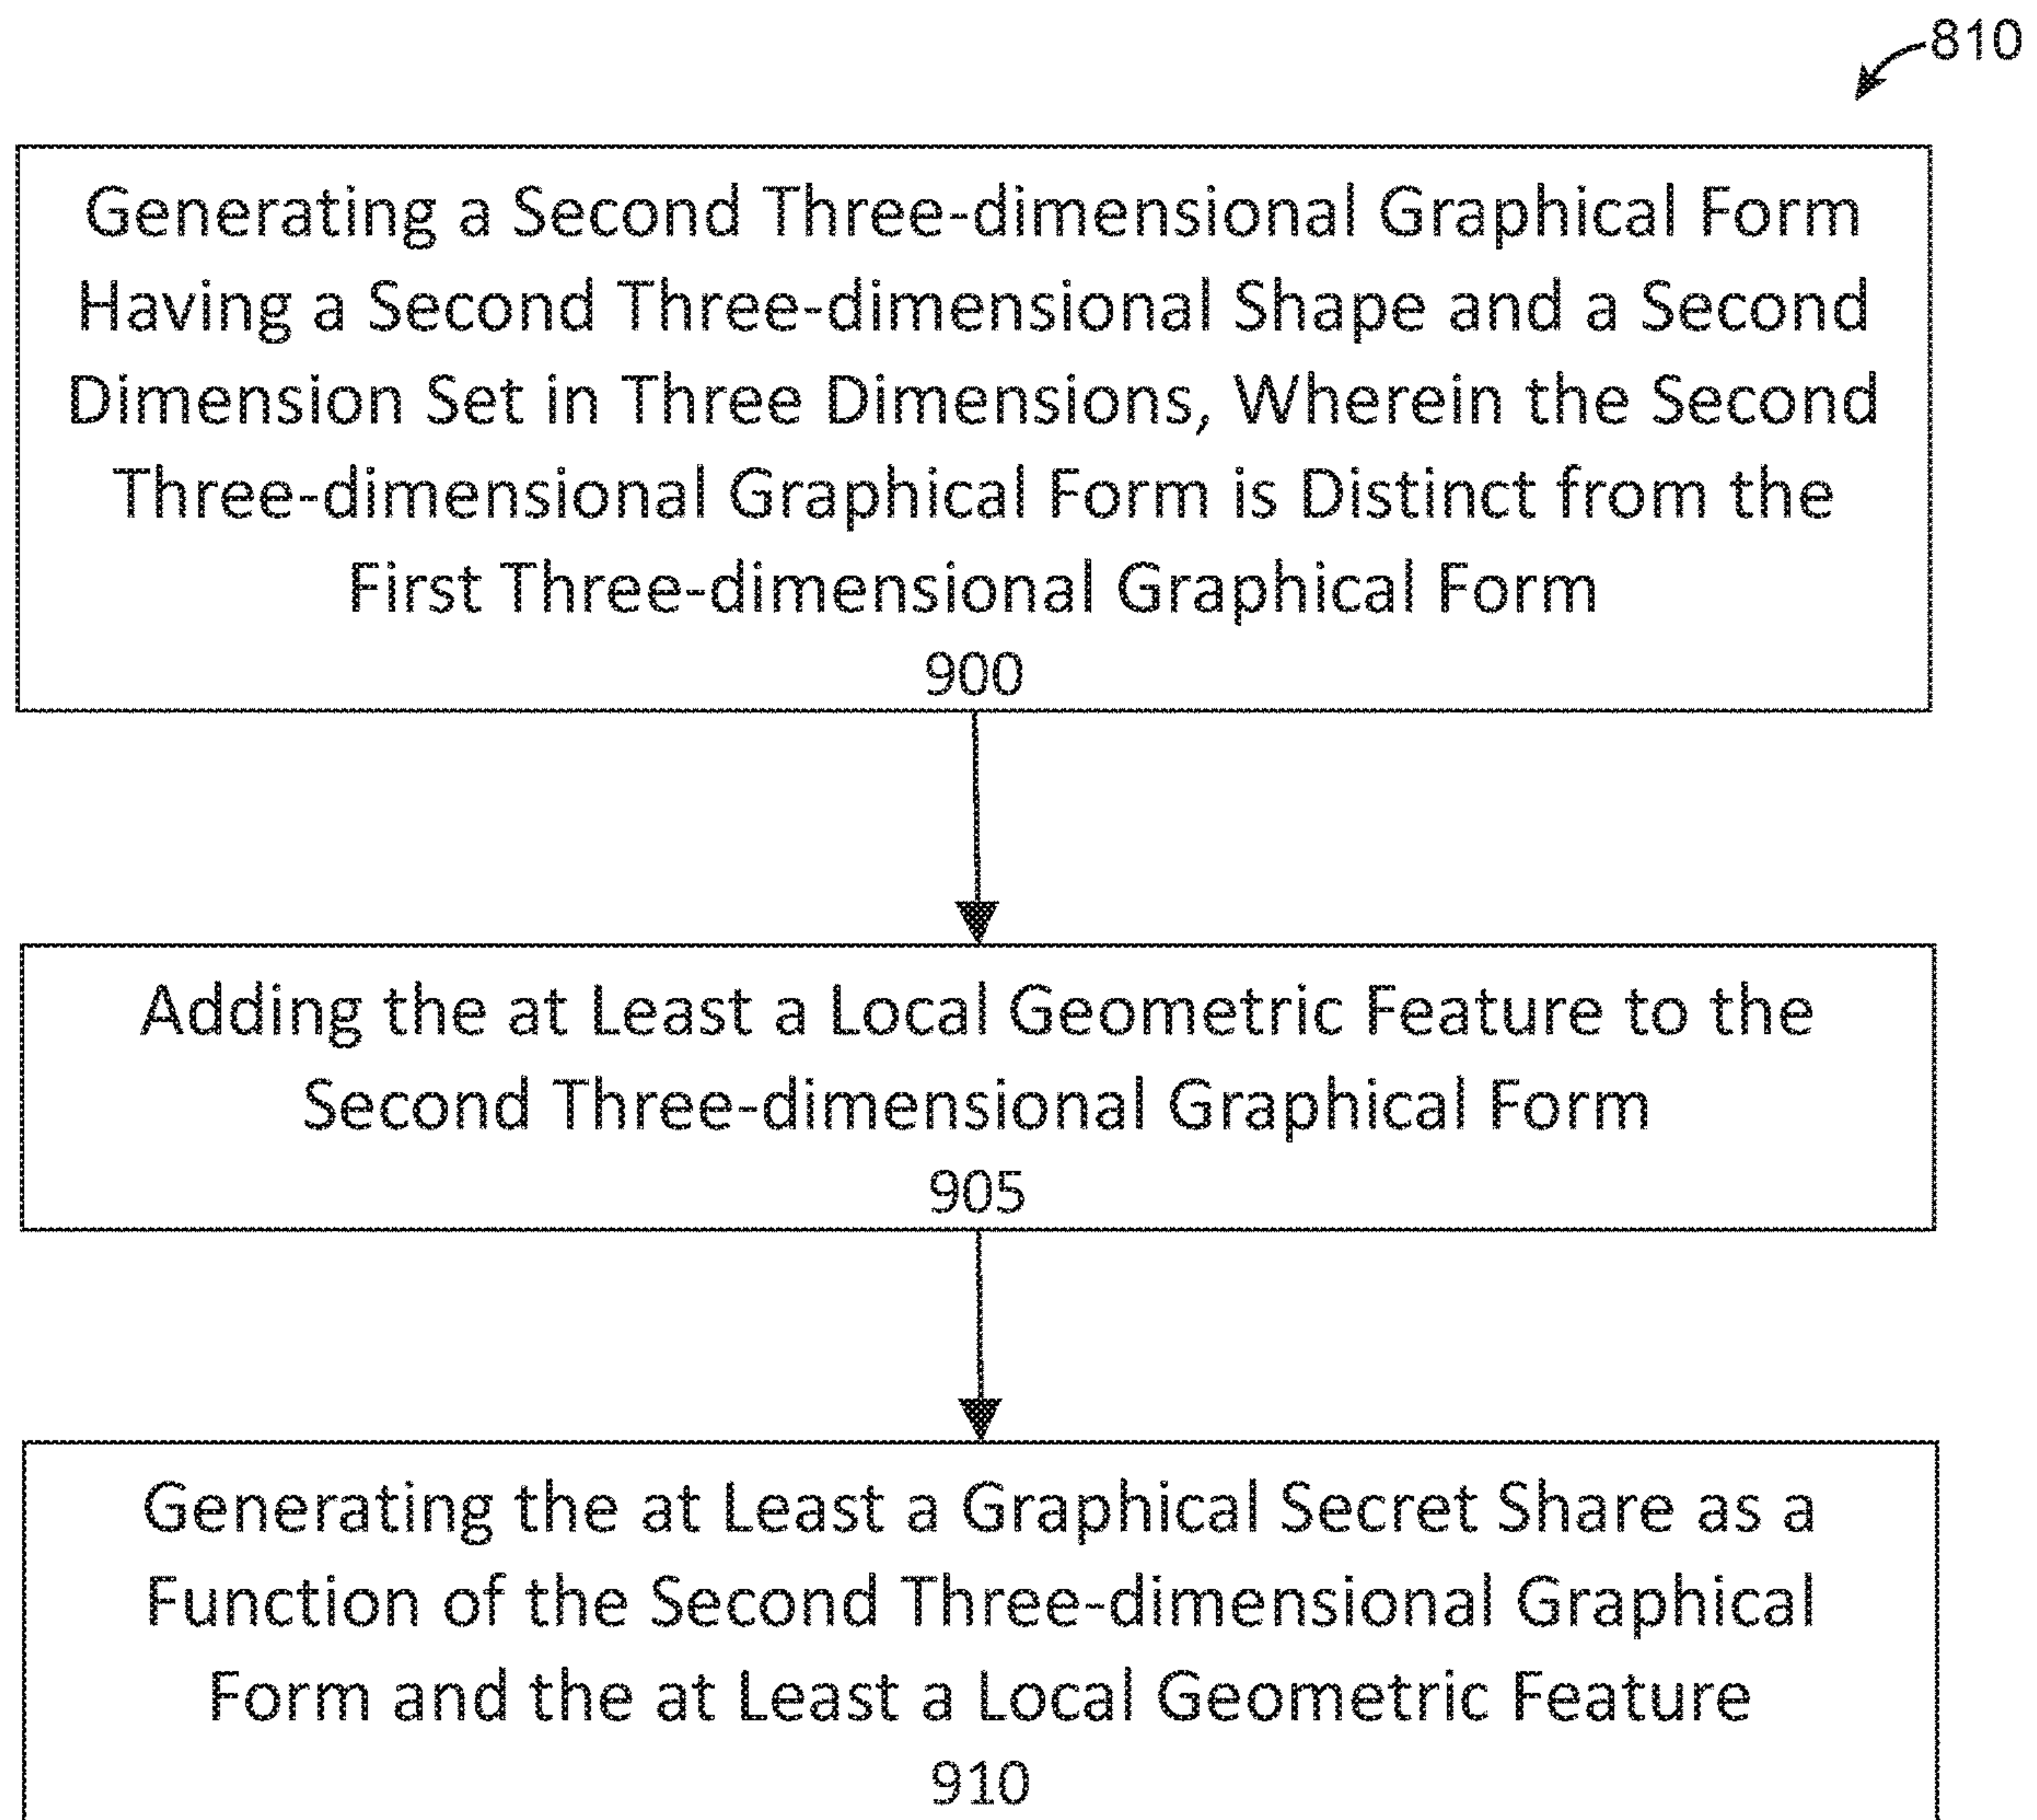 810
Generating a Second Three-dimensional Graphical Form
Having a Second Three-dimensional Shape and a Second
Dimension Set in Three Dimensions, Wherein the Second
Three-dimensional Graphical Form is Distinct from the
First Three-dimensional Graphical Form
900
Adding the at Least a Local Geometric Feature to the
Second Three-dimensional Graphical Form
905
Generating the at Least a Graphical Secret Share as a
Function of the Second Three-dimensional Graphical
Form and the at Least a Local Geometric Feature
910